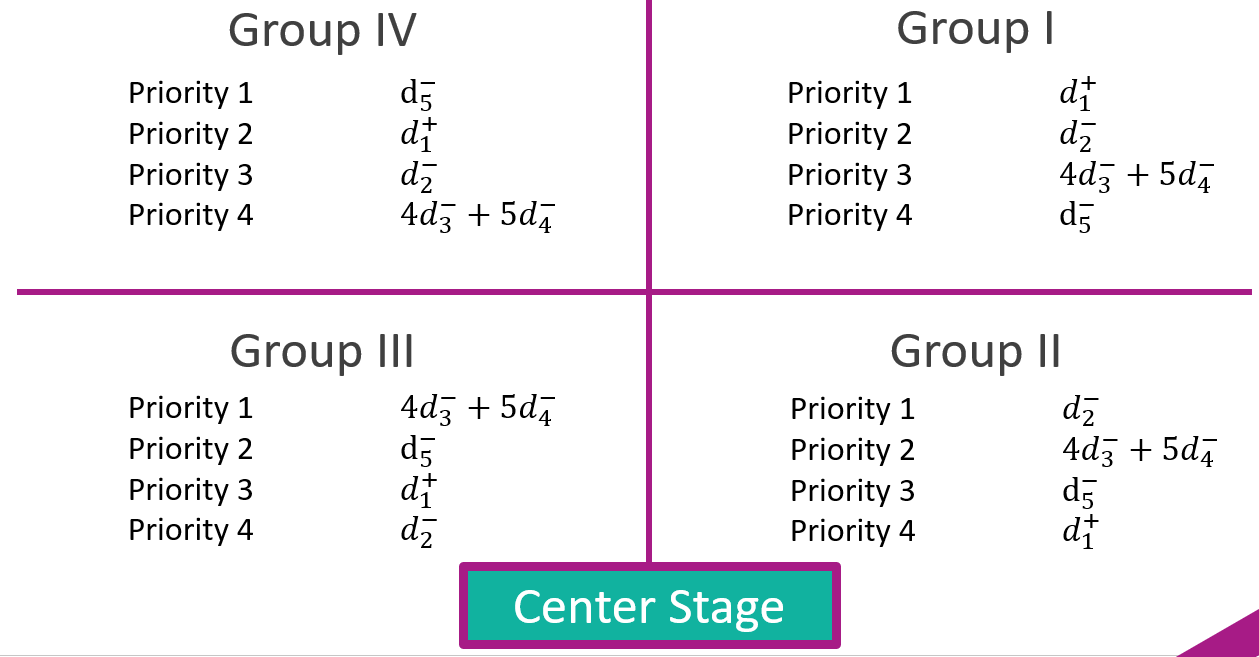 Group IV
Priority 1 d₅⁻
Priority 2 d₁⁺
Priority 3 d₂⁻
Priority 4 4d₃⁻ + 5d₄⁻
Group I
Priority 1 d₁⁺
Priority 2 d₂⁻
Priority 3 4d₃⁻ + 5d₄⁻
Priority 4 d₅⁻
Group III
Priority 1 4d₃⁻ + 5d₄⁻
Priority 2 d₅⁻
Priority 3 d₁⁺
Priority 4 d₂⁻
Group II
Priority 1 d₂⁻
Priority 2 4d₃⁻ + 5d₄⁻
Priority 3 d₅⁻
Priority 4 d₁⁺
Center Stage